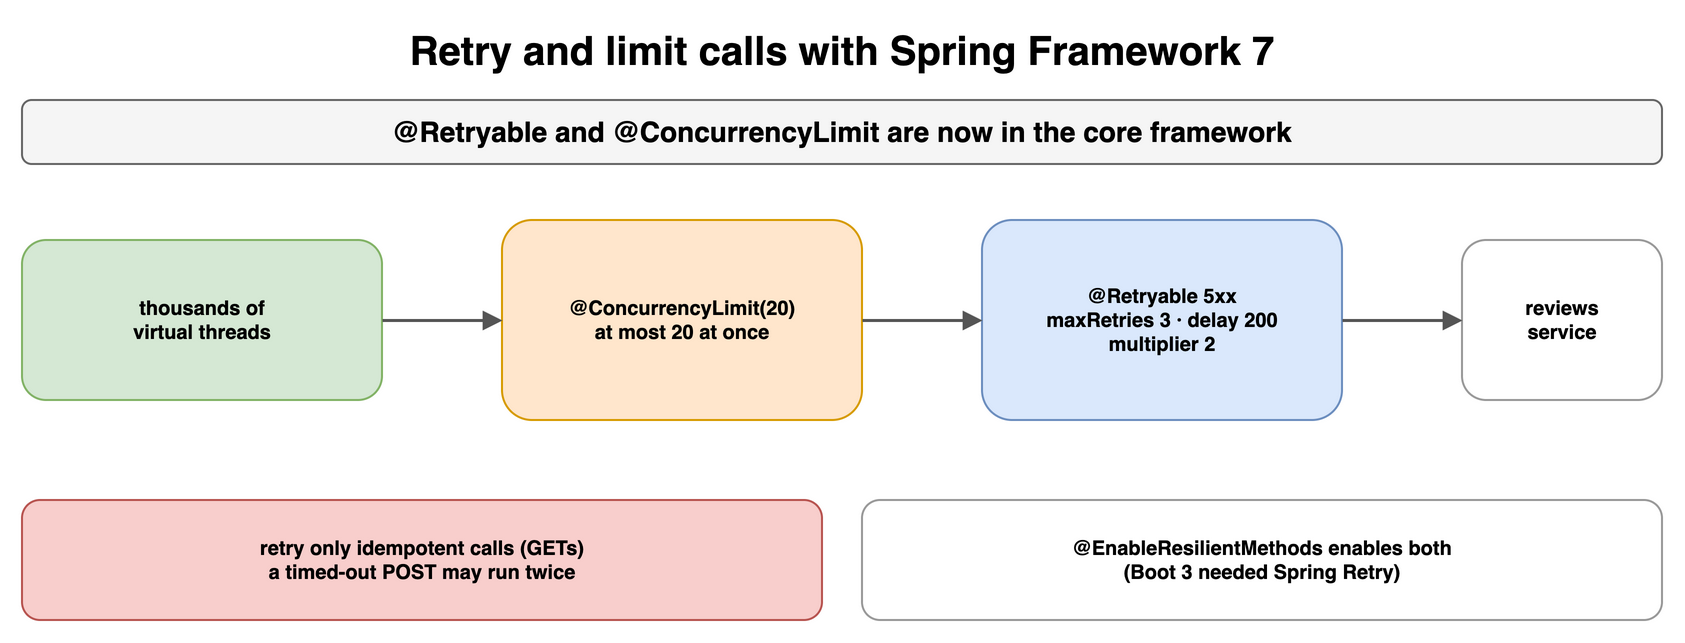 Retry and limit calls with Spring Framework 7
@Retryable and @ConcurrencyLimit are now in the core framework
thousands of
virtual threads
@ConcurrencyLimit(20)
at most 20 at once
@Retryable 5xx
maxRetries 3 · delay 200
multiplier 2
reviews
service
retry only idempotent calls (GETs)
a timed-out POST may run twice
@EnableResilientMethods enables both
(Boot 3 needed Spring Retry)